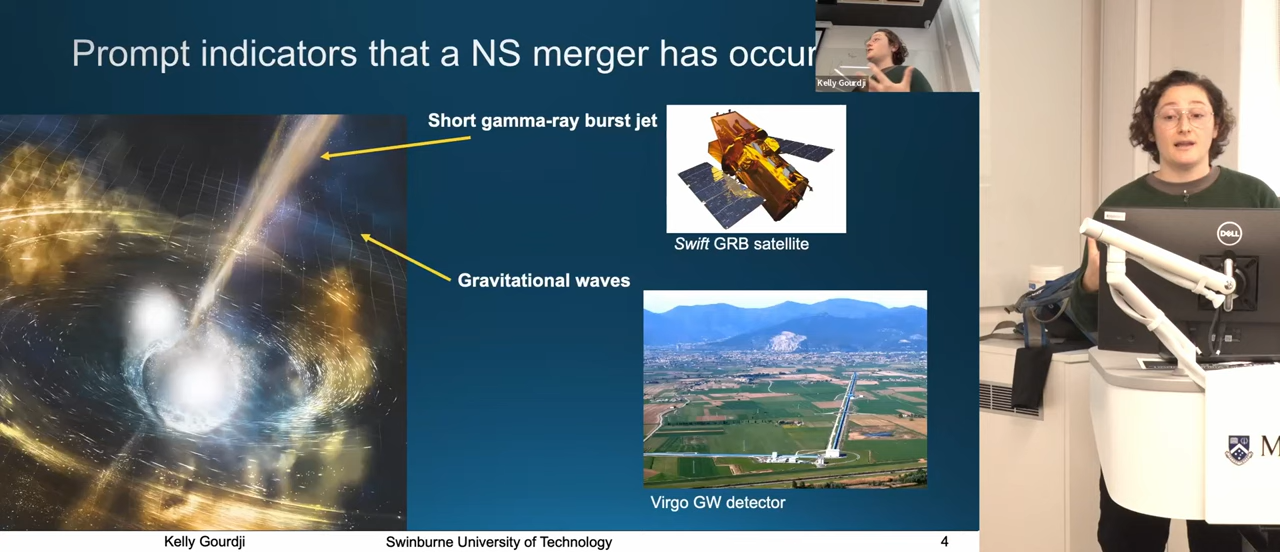 Prompt indicators that a NS merger has occur
Kelly Gourdji
Short gamma-ray burst jet
Swift GRB satellite
Gravitational waves
Virgo GW detector
DELL
M
Kelly Gourdji
Swinburne University of Technology
4